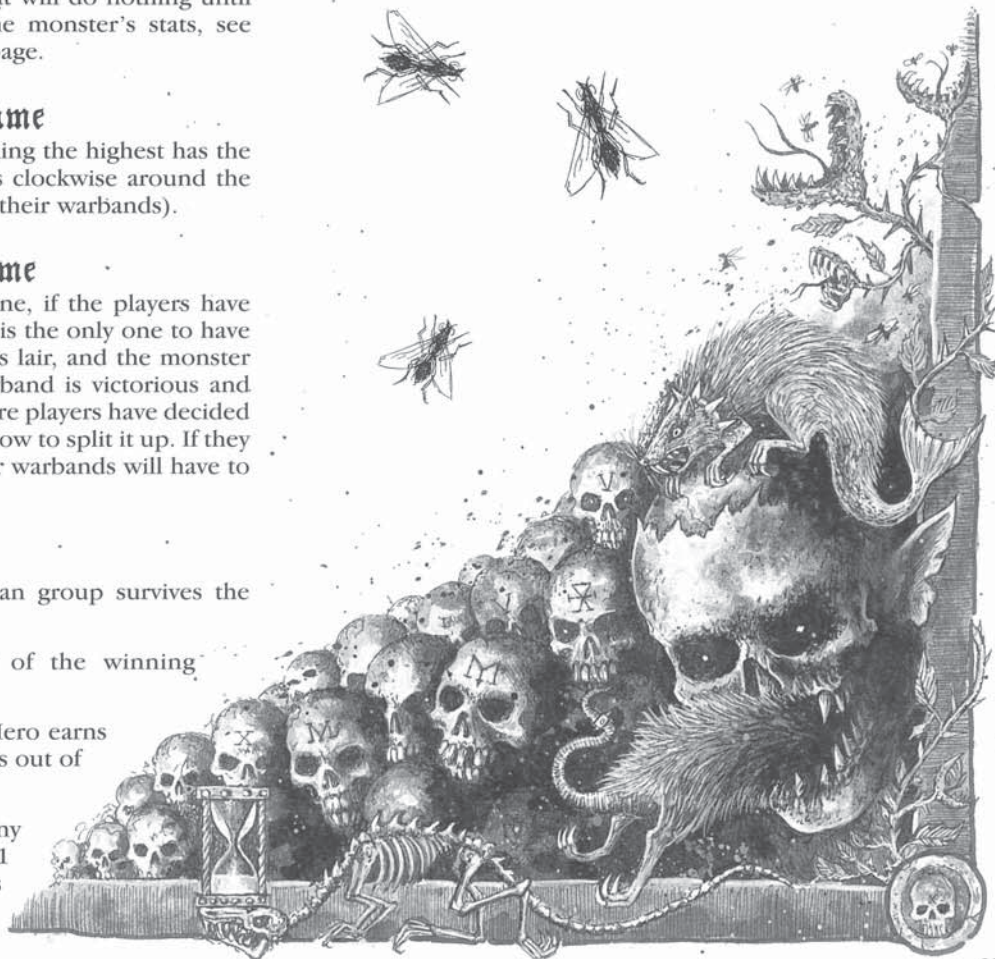 will do nothing until
monster's stats, see
age.
me
ing the highest has the
clockwise around the
their warbands).
me
ne, if the players have
is the only one to have
s lair, and the monster
band is victorious and
re players have decided
ow to split it up. If they
r warbands will have to
an group survives the
of the winning
Hero earns
s out of
ny
V
V
M
X
M